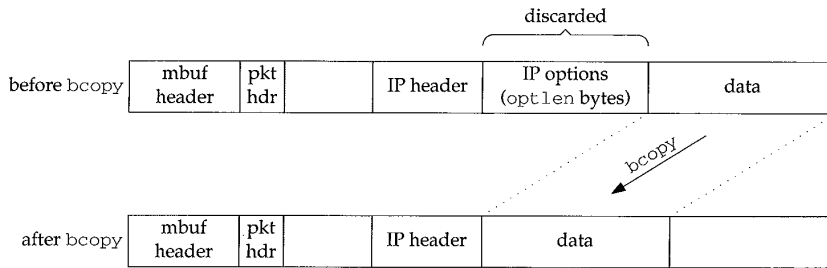 discarded
before bcopy
mbuf header
pkt hdr
IP header
IP options (optlen bytes)
data
bcopy
after bcopy
mbuf header
pkt hdr
IP header
data